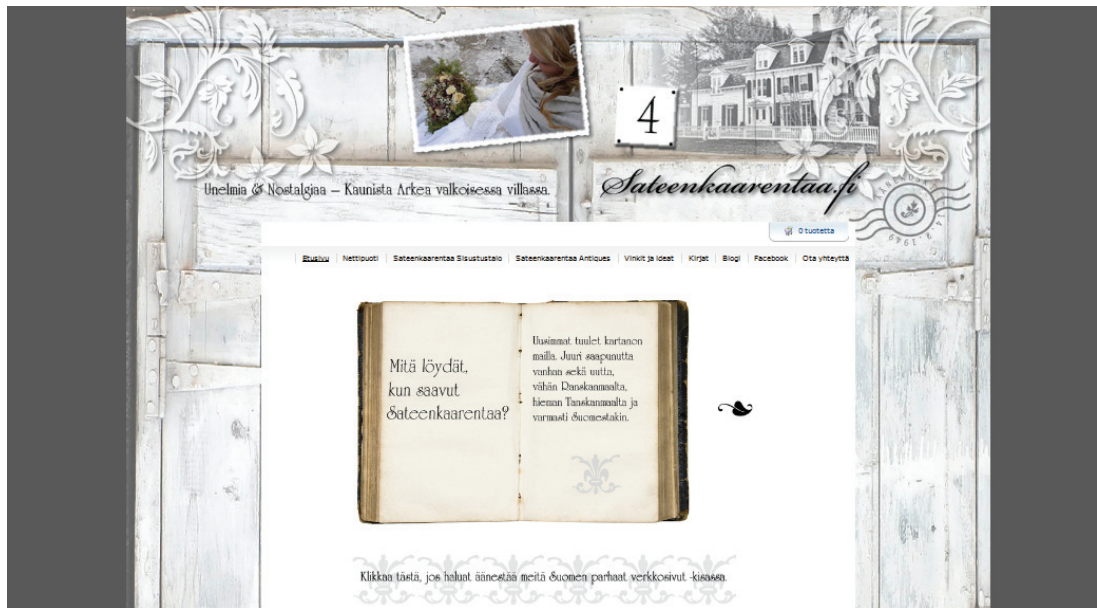 4
Unelmia & Nostalgiaa – Kaunista Arkea valkoisessa villassa.
Sateenkaarentaa.fi
0 tuotetta
Etusivu Nettipuoti Sateenkaarentaa Sisustustalo Sateenkaarentaa Antiques Vinkit ja ideat Kirjat Blogi Facebook Ota yhteyttä
Mitä löydät,
kun saavut
Sateenkaarentaa?
Uusimmat tuulet kartanon
mailla. Juuri saapunutta
vanhan sekä uutta,
vähän Ranskanmaalta,
hieman Tanskanmaalta ja
varmasti Suomestakin.
Klikkaa tästä, jos haluat äänestää meitä Suomen parhaat verkkosivut -kisassa.